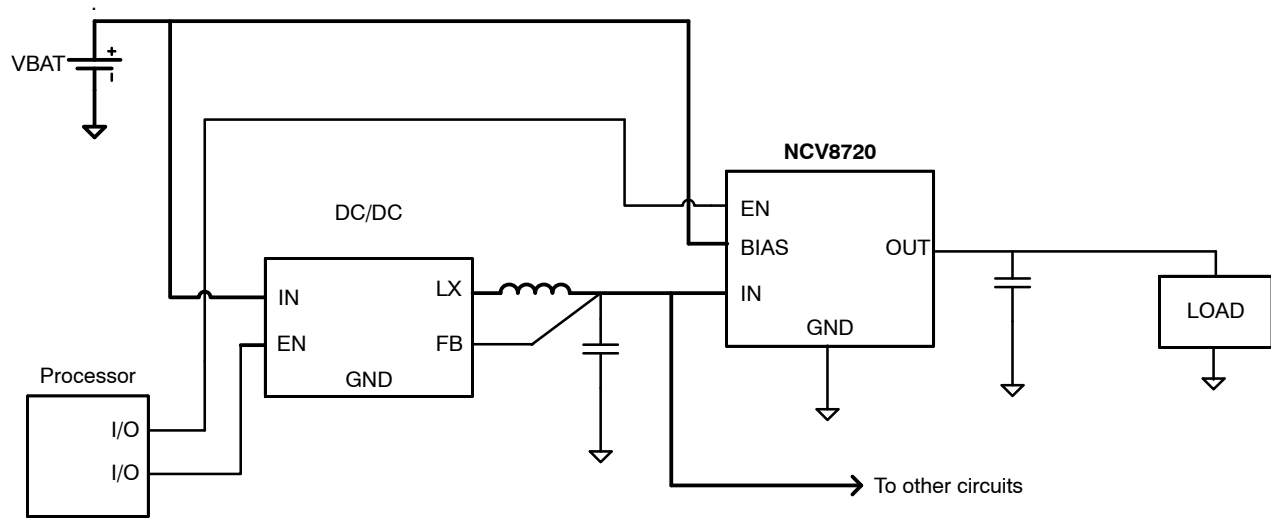 VBAT
+
NCV8720
DC/DC
EN
BIAS
OUT
IN
GND
LOAD
IN
LX
EN
FB
GND
Processor
I/O
I/O
To other circuits